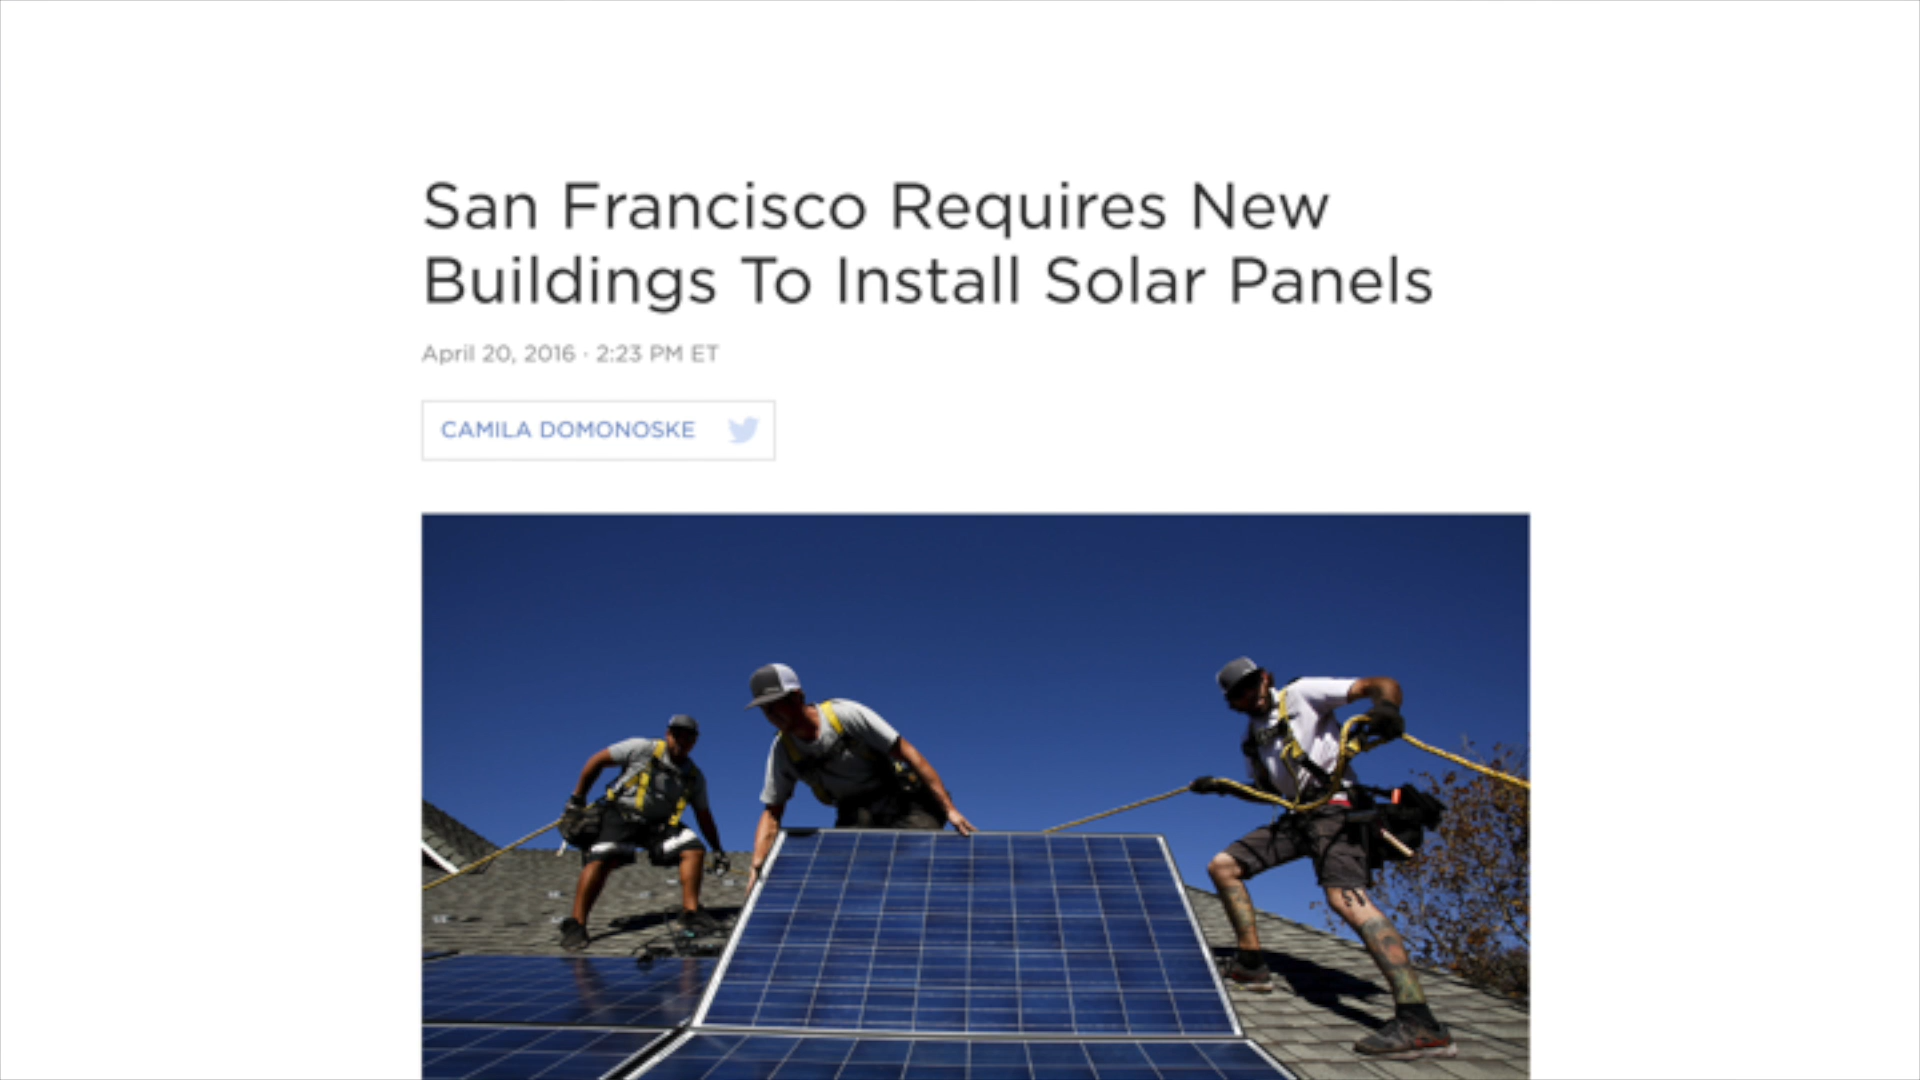 San Francisco Requires New
Buildings To Install Solar Panels
April 20, 2016 · 2:23 PM ET
CAMILA DOMONOSKE